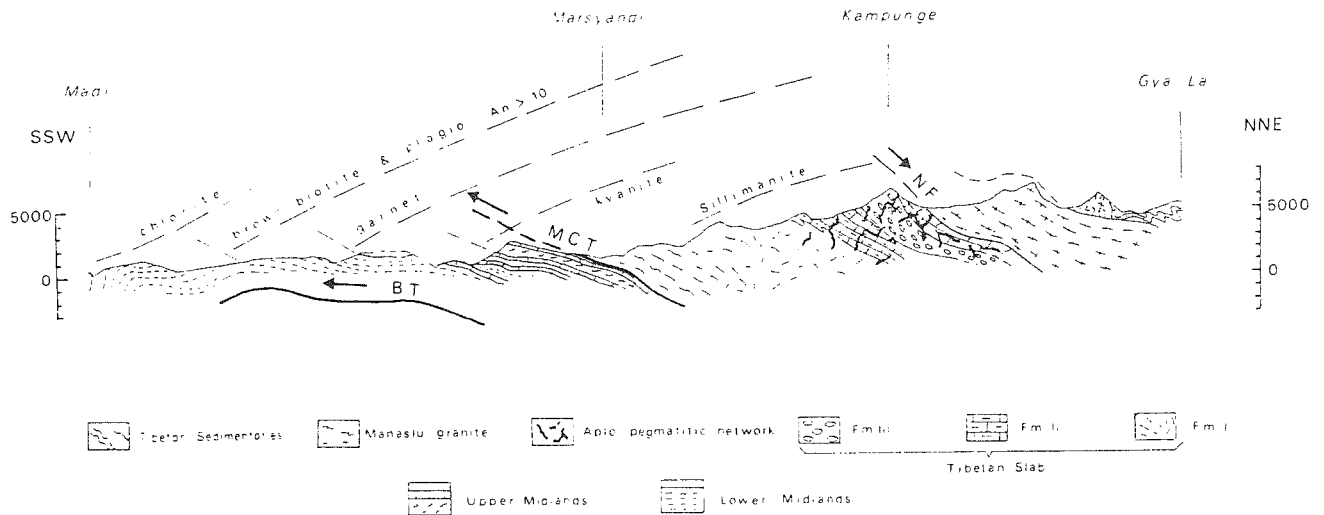 Marsyandi
Kampunge
Madi
Gya La
SSW
NNE
chlorite
brown biotite & plagio An > 10
garnet
kyanite
Sillimanite
NF
MCT
BT
5000
0
5000
0
Tibetan Sedimentaries
Manaslu granite
Aplo pegmatitic network
Fm III
Fm II
Fm I
Tibetan Slab
Upper Midlands
Lower Midlands